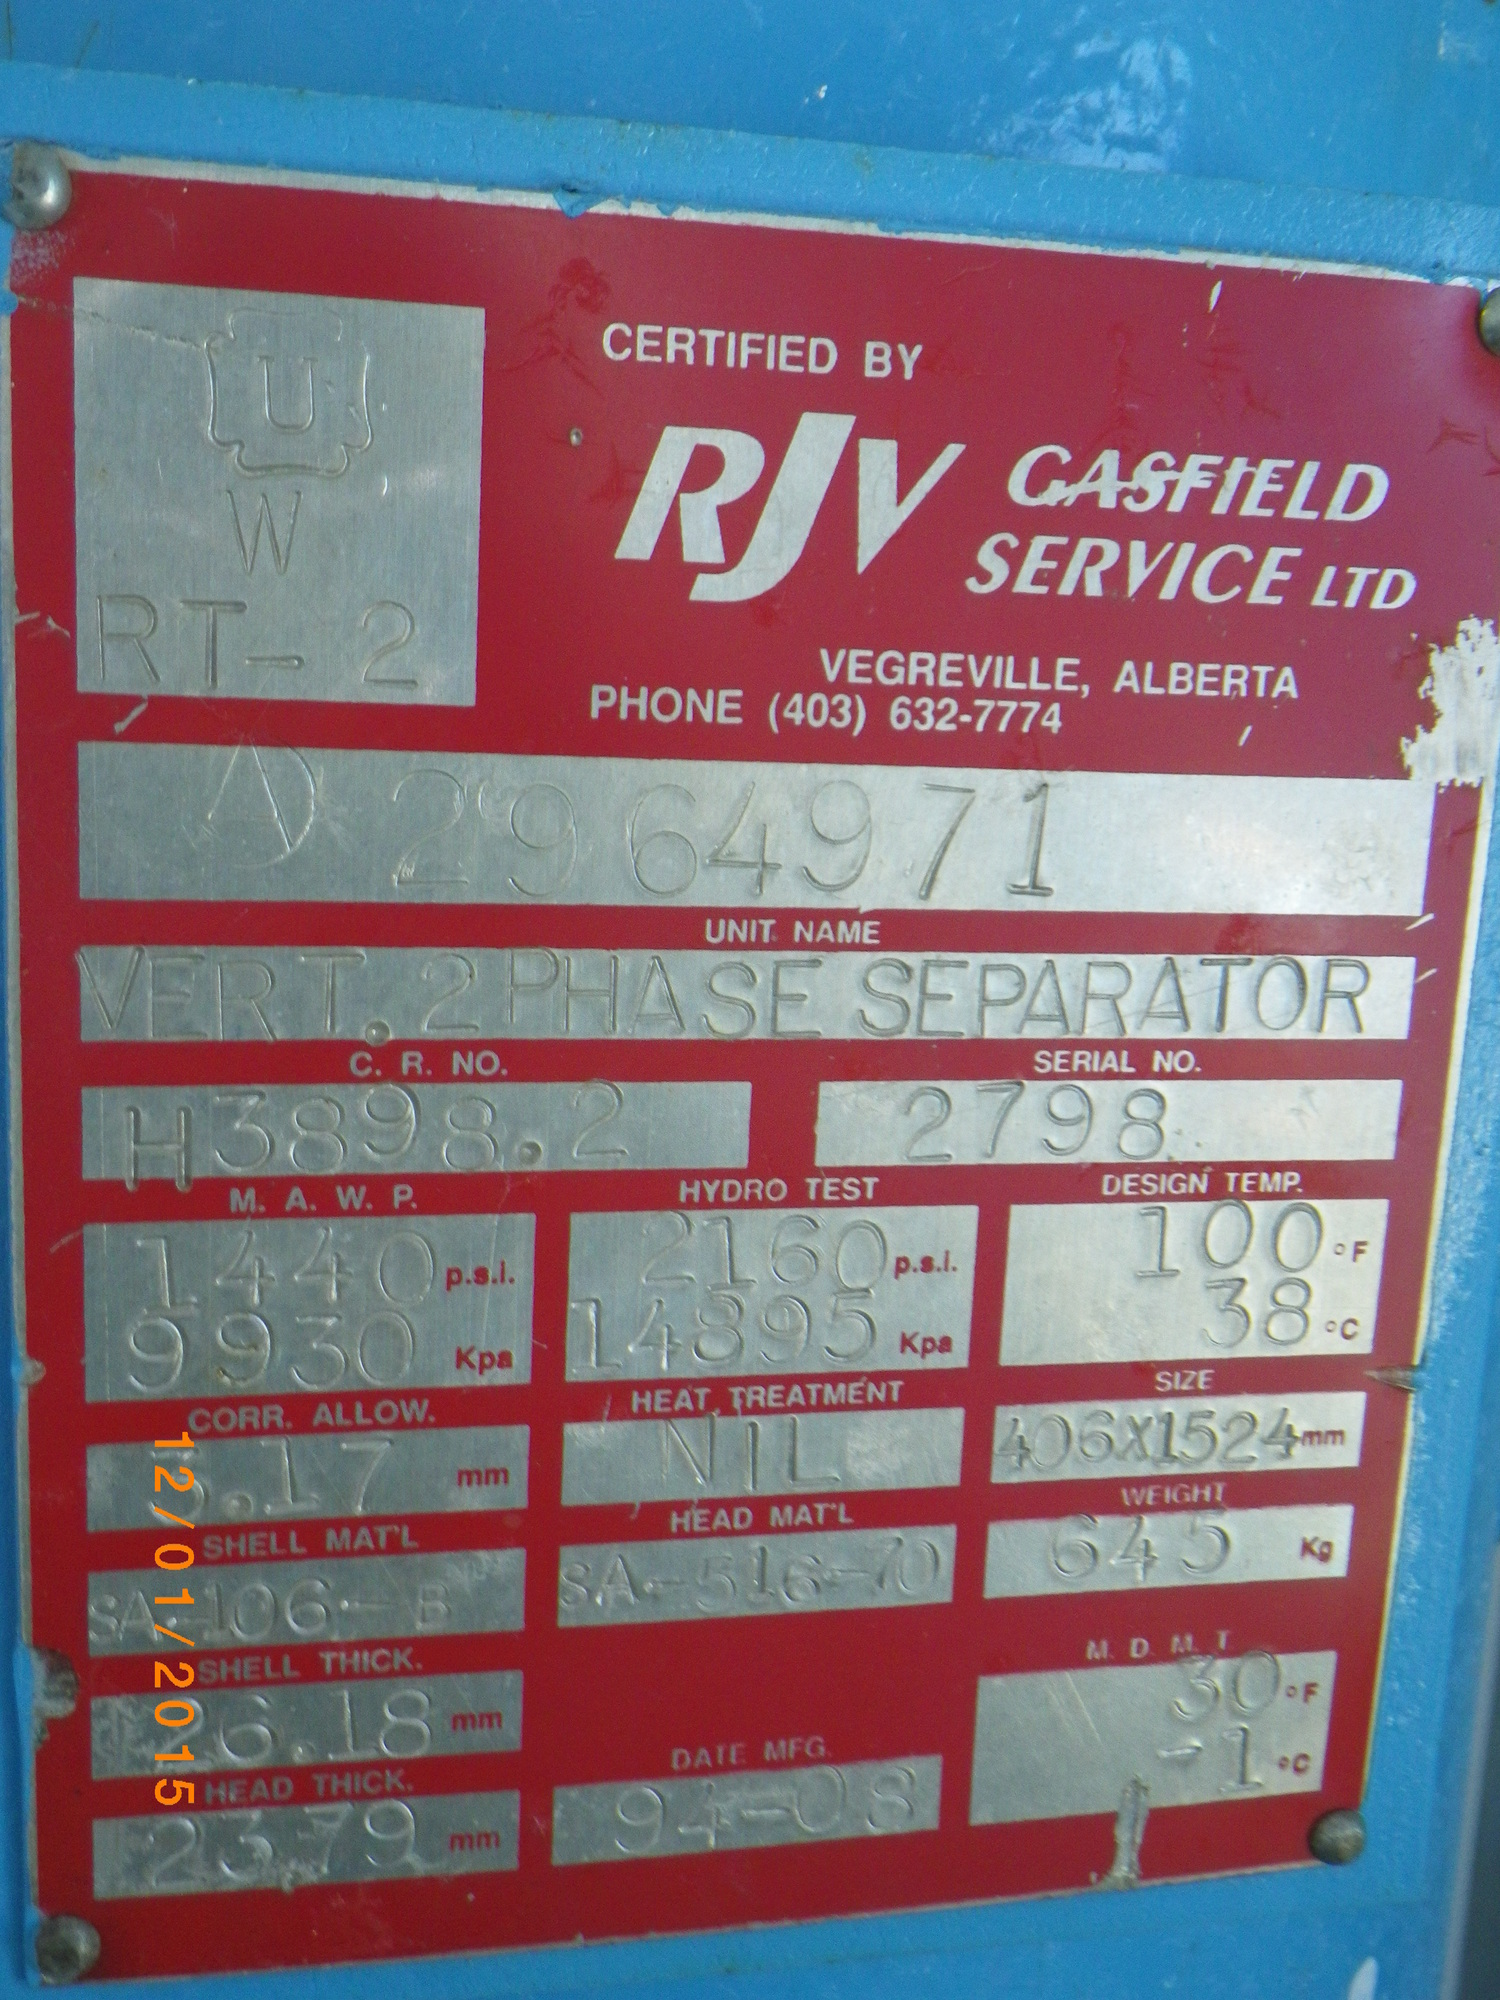 U
W
RT-2
CERTIFIED BY
RJV GASFIELD SERVICE LTD
VEGREVILLE, ALBERTA
PHONE (403) 632-7774
A 2964971
UNIT NAME
VERT. 2 PHASE SEPARATOR
C. R. NO.
H3898.2
SERIAL NO.
2798
M. A. W. P.
1440 p.s.i.
9930 Kpa
HYDRO TEST
2160 p.s.i.
14895 Kpa
DESIGN TEMP.
100 °F
38 °C
CORR. ALLOW.
3.17 mm
HEAT TREATMENT
NIL
SIZE
406X1524 mm
SHELL MAT'L
SA-106-B
HEAD MAT'L
SA-516-70
WEIGHT
645 Kg
SHELL THICK.
26.18 mm
M. D. M. T.
30 °F
-1 °C
HEAD THICK.
23.79 mm
DATE MFG.
94-08
12/01/2015